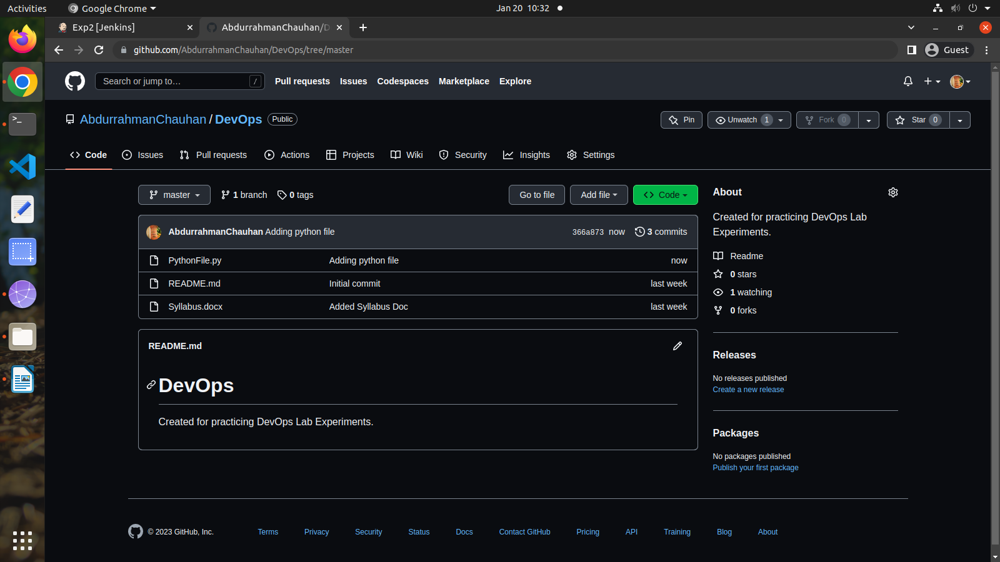 Activities Google Chrome Jan 20 10:32
Exp2 [Jenkins] AbdurrahmanChauhan/D
github.com/AbdurrahmanChauhan/DevOps/tree/master Guest
Search or jump to… / Pull requests Issues Codespaces Marketplace Explore
AbdurrahmanChauhan / DevOps Public Pin Unwatch 1 Fork 0 Star 0
Code Issues Pull requests Actions Projects Wiki Security Insights Settings
master 1 branch 0 tags Go to file Add file Code
AbdurrahmanChauhan Adding python file 366a873 now 3 commits
PythonFile.py Adding python file now
README.md Initial commit last week
Syllabus.docx Added Syllabus Doc last week
README.md
DevOps
Created for practicing DevOps Lab Experiments.
About
Created for practicing DevOps Lab
Experiments.
Readme
0 stars
1 watching
0 forks
Releases
No releases published
Create a new release
Packages
No packages published
Publish your first package
© 2023 GitHub, Inc. Terms Privacy Security Status Docs Contact GitHub Pricing API Training Blog About